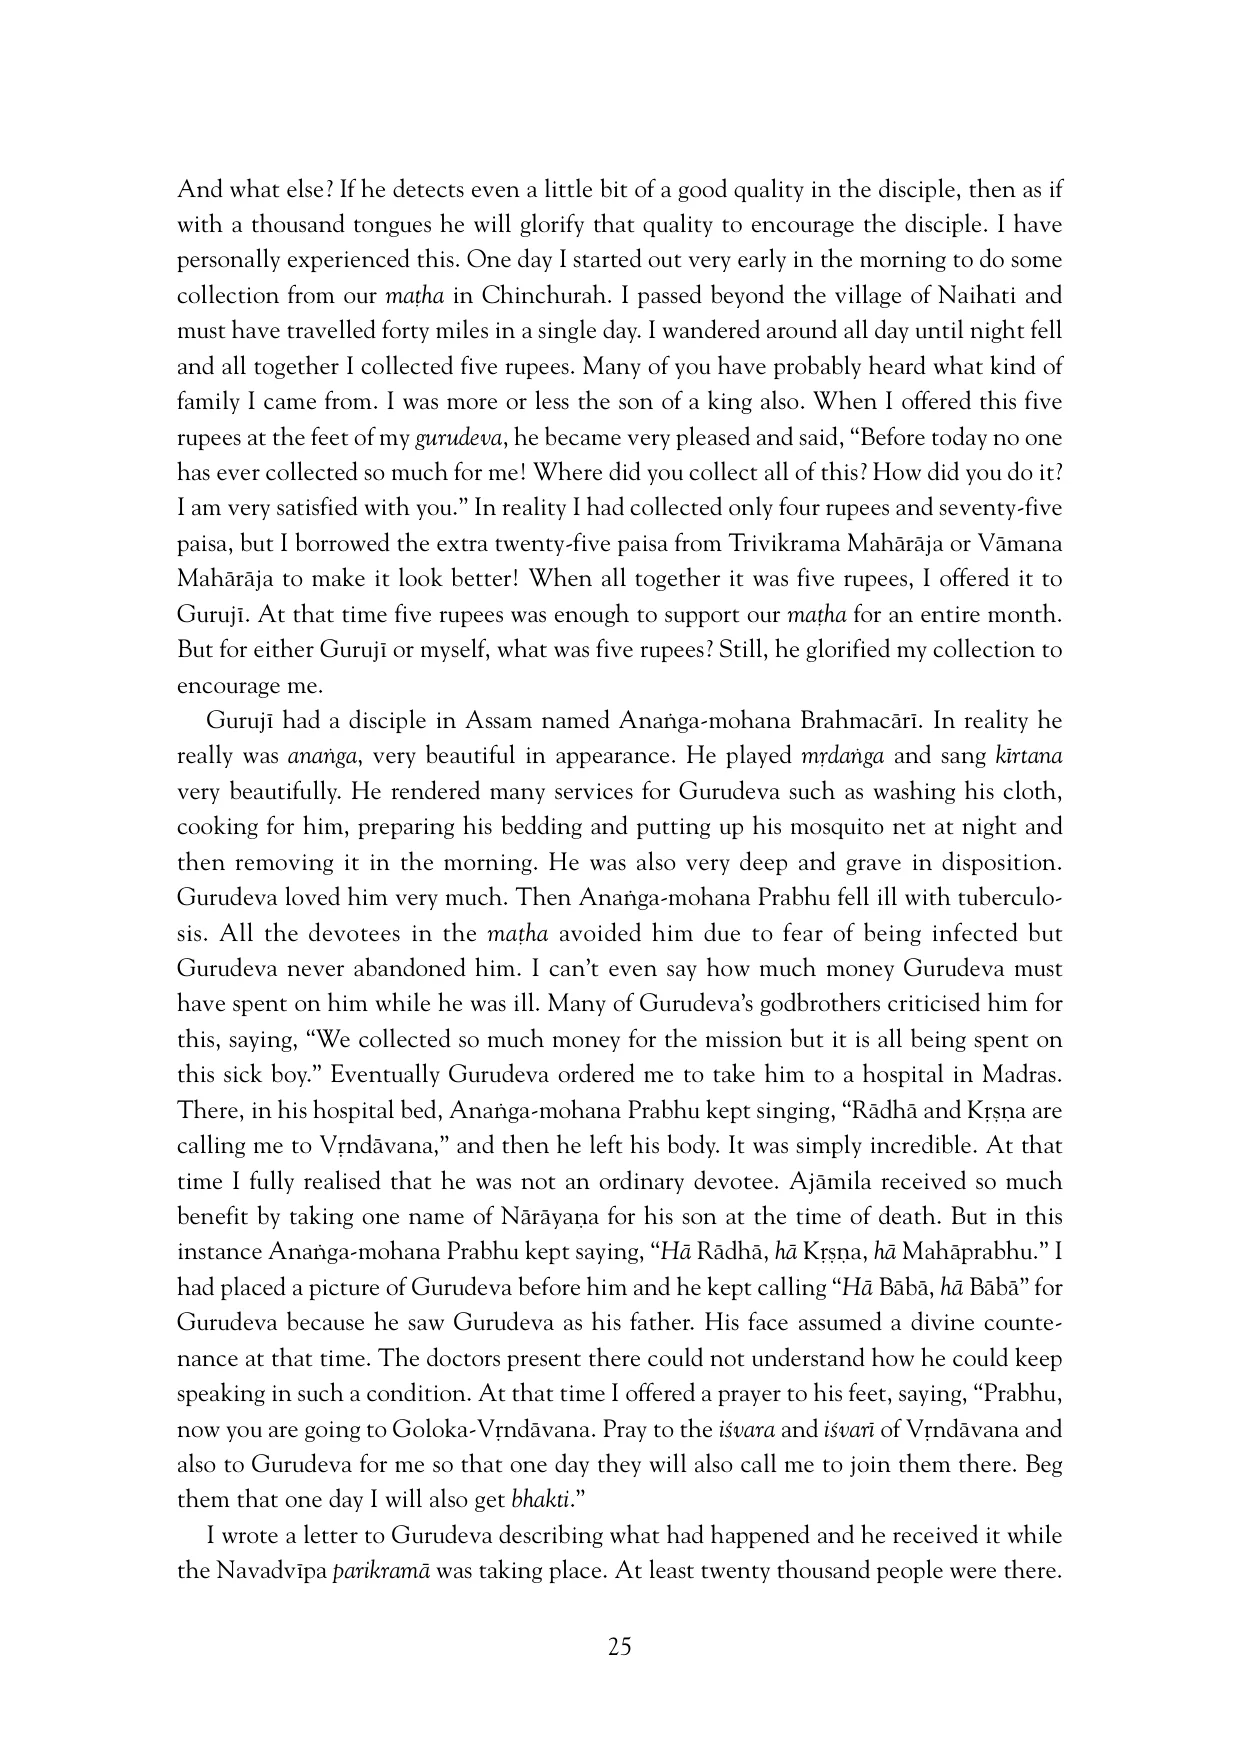 And what else? If he detects even a little bit of a good quality in the disciple, then as if
with a thousand tongues he will glorify that quality to encourage the disciple. I have
personally experienced this. One day I started out very early in the morning to do some
collection from our maṭha in Chinchurah. I passed beyond the village of Naihati and
must have travelled forty miles in a single day. I wandered around all day until night fell
and all together I collected five rupees. Many of you have probably heard what kind of
family I came from. I was more or less the son of a king also. When I offered this five
rupees at the feet of my gurudeva, he became very pleased and said, “Before today no one
has ever collected so much for me! Where did you collect all of this? How did you do it?
I am very satisfied with you.” In reality I had collected only four rupees and seventy-five
paisa, but I borrowed the extra twenty-five paisa from Trivikrama Mahārāja or Vāmana
Mahārāja to make it look better! When all together it was five rupees, I offered it to
Gurujī. At that time five rupees was enough to support our maṭha for an entire month.
But for either Gurujī or myself, what was five rupees? Still, he glorified my collection to
encourage me.
Gurujī had a disciple in Assam named Anaṅga-mohana Brahmacārī. In reality he
really was anaṅga, very beautiful in appearance. He played mṛdaṅga and sang kīrtana
very beautifully. He rendered many services for Gurudeva such as washing his cloth,
cooking for him, preparing his bedding and putting up his mosquito net at night and
then removing it in the morning. He was also very deep and grave in disposition.
Gurudeva loved him very much. Then Anaṅga-mohana Prabhu fell ill with tuberculo-
sis. All the devotees in the maṭha avoided him due to fear of being infected but
Gurudeva never abandoned him. I can’t even say how much money Gurudeva must
have spent on him while he was ill. Many of Gurudeva’s godbrothers criticised him for
this, saying, “We collected so much money for the mission but it is all being spent on
this sick boy.” Eventually Gurudeva ordered me to take him to a hospital in Madras.
There, in his hospital bed, Anaṅga-mohana Prabhu kept singing, “Rādhā and Kṛṣṇa are
calling me to Vṛndāvana,” and then he left his body. It was simply incredible. At that
time I fully realised that he was not an ordinary devotee. Ajāmila received so much
benefit by taking one name of Nārāyaṇa for his son at the time of death. But in this
instance Anaṅga-mohana Prabhu kept saying, “Hā Rādhā, hā Kṛṣṇa, hā Mahāprabhu.” I
had placed a picture of Gurudeva before him and he kept calling “Hā Bābā, hā Bābā” for
Gurudeva because he saw Gurudeva as his father. His face assumed a divine counte-
nance at that time. The doctors present there could not understand how he could keep
speaking in such a condition. At that time I offered a prayer to his feet, saying, “Prabhu,
now you are going to Goloka-Vṛndāvana. Pray to the iśvara and iśvarī of Vṛndāvana and
also to Gurudeva for me so that one day they will also call me to join them there. Beg
them that one day I will also get bhakti.”
I wrote a letter to Gurudeva describing what had happened and he received it while
the Navadvīpa parikramā was taking place. At least twenty thousand people were there.
25